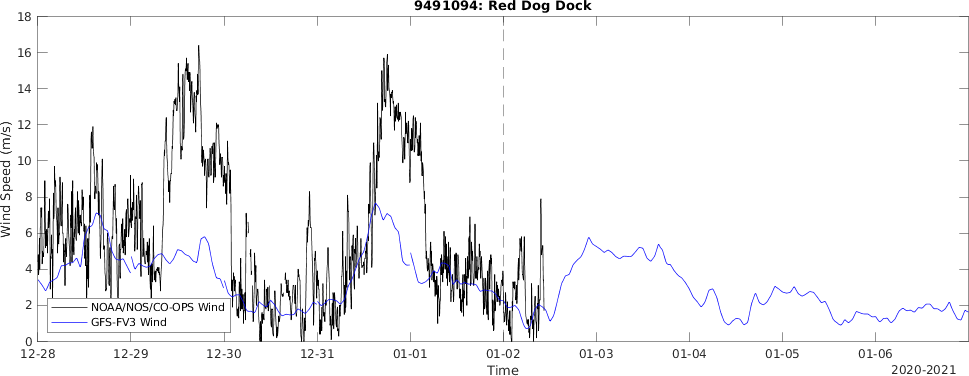 9491094: Red Dog Dock
Wind Speed (m/s)
18
16
14
12
10
8
6
4
2
0
NOAA/NOS/CO-OPS Wind
GFS-FV3 Wind
12-28 12-29 12-30 12-31 01-01 01-02 01-03 01-04 01-05 01-06
Time
2020-2021